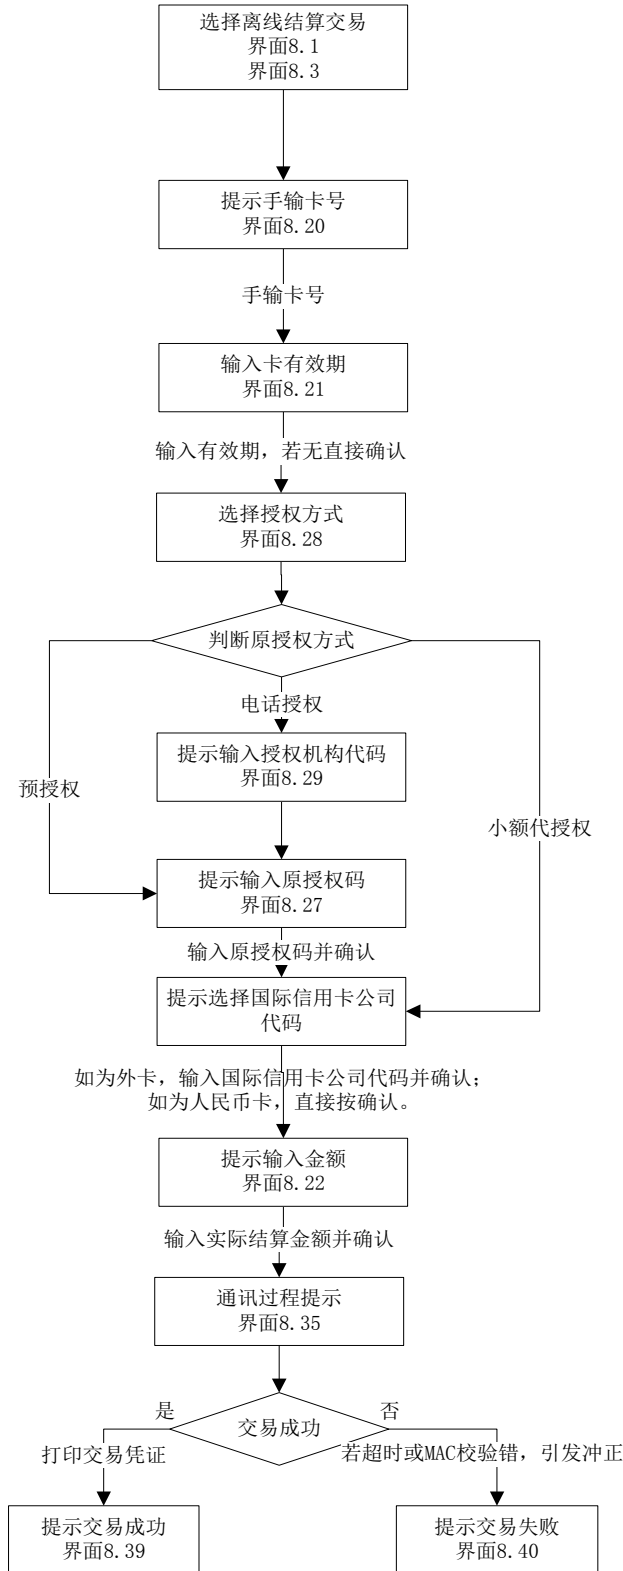 选择离线结算交易
界面8.1
界面8.3
提示手输卡号
界面8.20
手输卡号
输入卡有效期
界面8.21
输入有效期，若无直接确认
选择授权方式
界面8.28
判断原授权方式
电话授权
提示输入授权机构代码
界面8.29
预授权
小额代授权
提示输入原授权码
界面8.27
输入原授权码并确认
提示选择国际信用卡公司
代码
如为外卡，输入国际信用卡公司代码并确认；
如为人民币卡，直接按确认。
提示输入金额
界面8.22
输入实际结算金额并确认
通讯过程提示
界面8.35
交易成功
是
否
打印交易凭证
若超时或MAC校验错，引发冲正
提示交易成功
界面8.39
提示交易失败
界面8.40